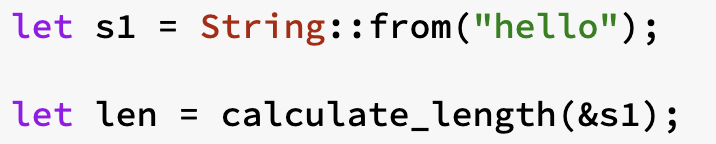 let s1 = String::from("hello");
let len = calculate_length(&s1);